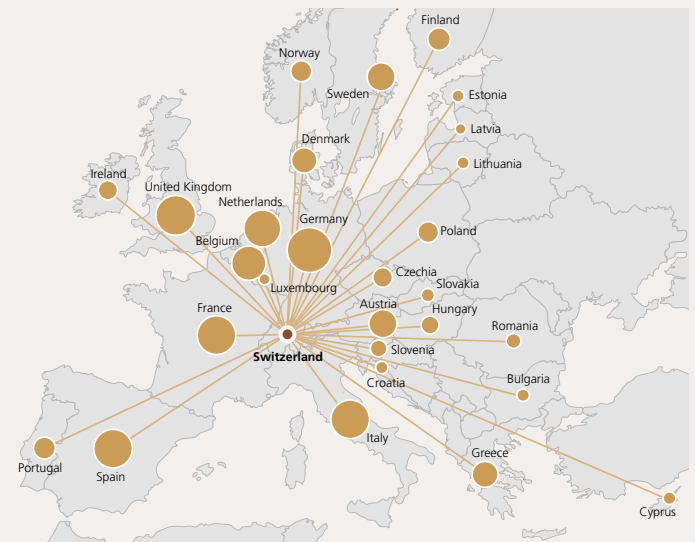 Finland
Norway
Sweden
Estonia
Latvia
Denmark
Lithuania
Ireland
United Kingdom
Netherlands
Germany
Poland
Belgium
Czechia
Luxembourg
Slovakia
France
Austria
Hungary
Romania
Slovenia
Switzerland
Croatia
Bulgaria
Italy
Greece
Portugal
Spain
Cyprus